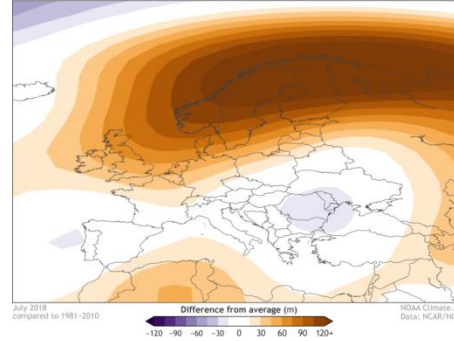 July 2018
compared to 1981–2010
Difference from average (m)
NOAA Climate.
Data: NCAR/NC
-120 -90 -60 -30 0 30 60 90 120+